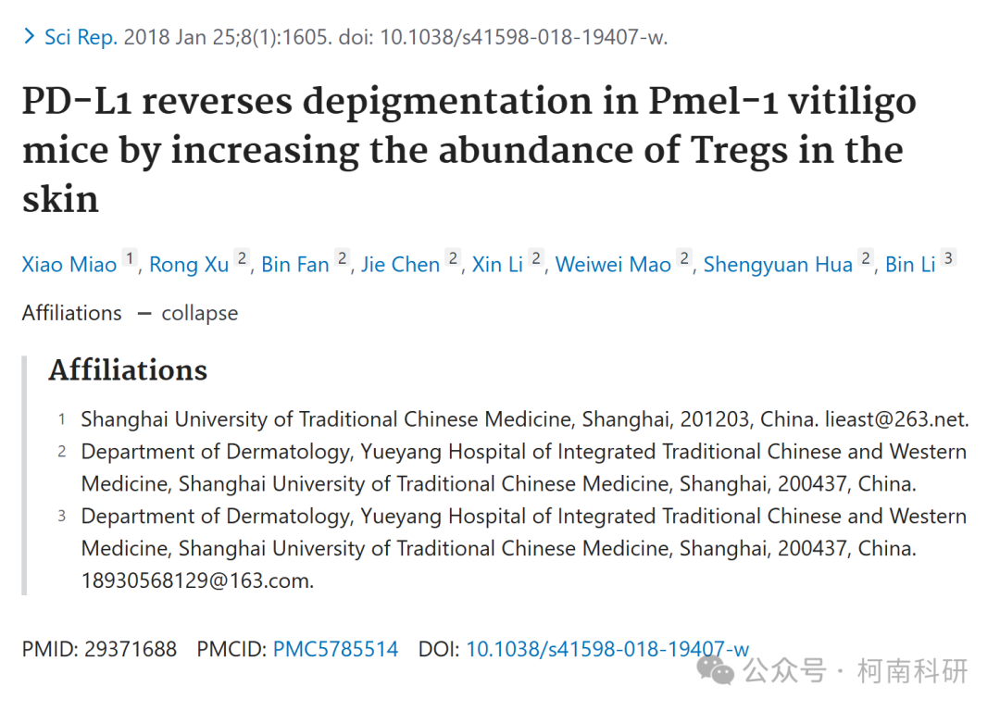 > Sci Rep. 2018 Jan 25;8(1):1605. doi: 10.1038/s41598-018-19407-w.
PD-L1 reverses depigmentation in Pmel-1 vitiligo
mice by increasing the abundance of Tregs in the
skin
Xiao Miao 1, Rong Xu 2, Bin Fan 2, Jie Chen 2, Xin Li 2, Weiwei Mao 2, Shengyuan Hua 2, Bin Li 3
Affiliations – collapse
Affiliations
1 Shanghai University of Traditional Chinese Medicine, Shanghai, 201203, China. lieast@263.net.
2 Department of Dermatology, Yueyang Hospital of Integrated Traditional Chinese and Western
Medicine, Shanghai University of Traditional Chinese Medicine, Shanghai, 200437, China.
3 Department of Dermatology, Yueyang Hospital of Integrated Traditional Chinese and Western
Medicine, Shanghai University of Traditional Chinese Medicine, Shanghai, 200437, China.
18930568129@163.com.
PMID: 29371688 PMCID: PMC5785514 DOI: 10.1038/s41598-018-19407-w
公众号 · 柯南科研